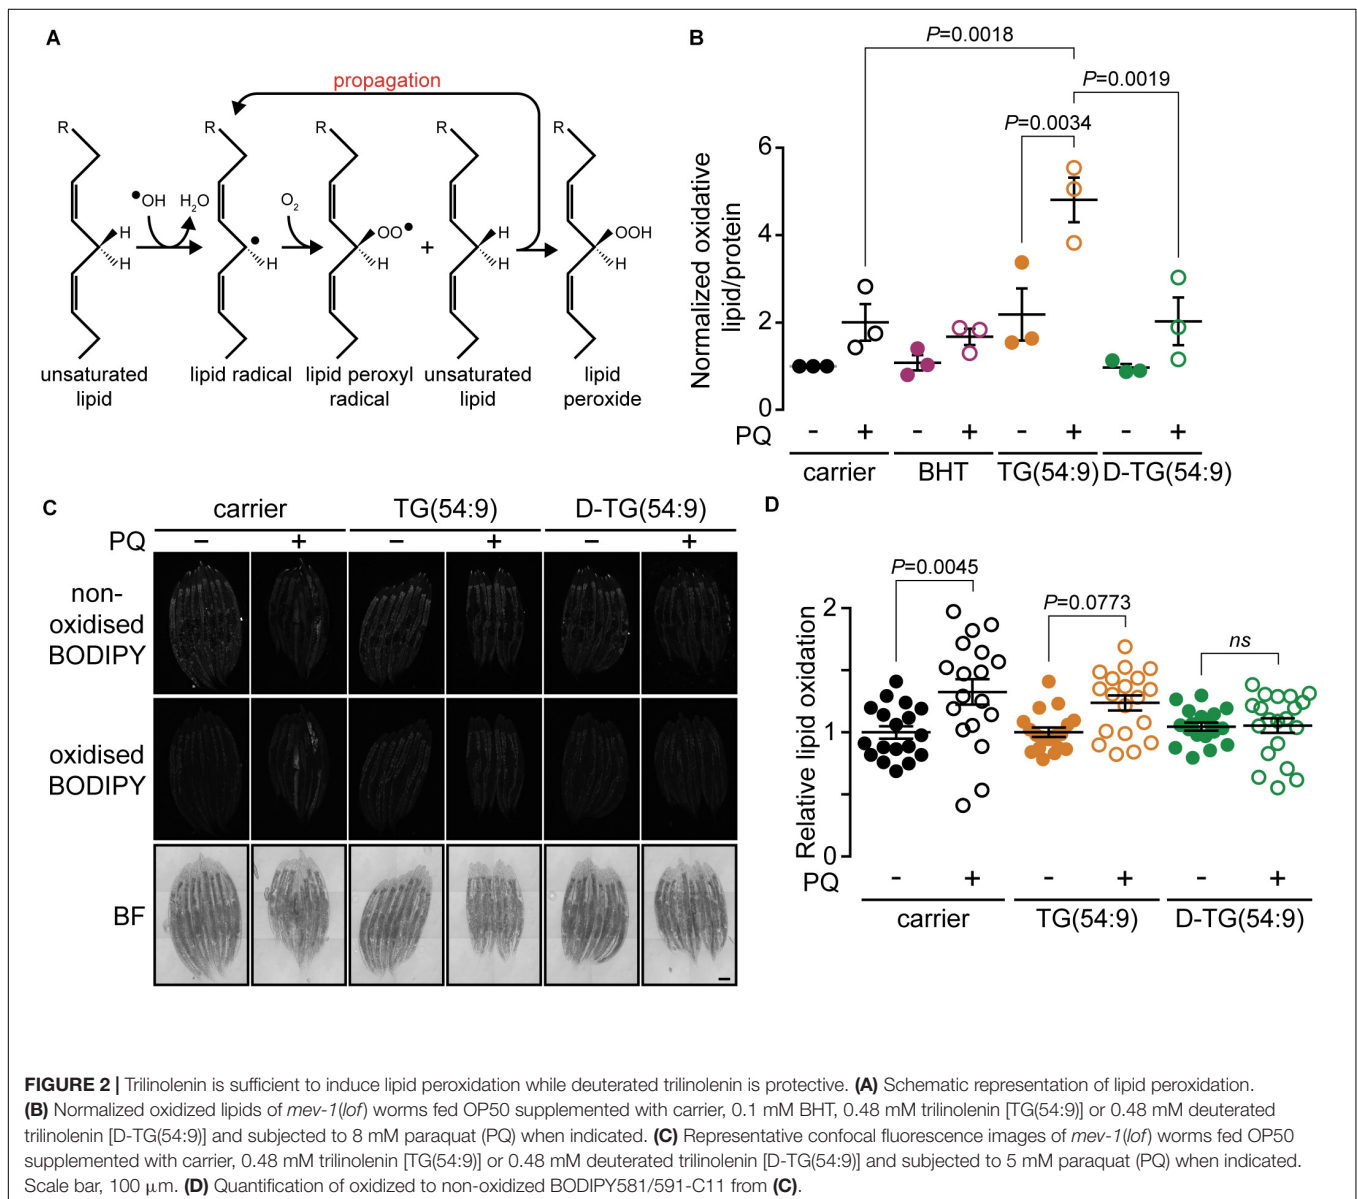 A
propagation
R
R
R
R
R
•OH
H2O
O2
H
H
•
H
OO•
H
+
H
H
OOH
H
unsaturated
lipid
lipid radical
lipid peroxyl
radical
unsaturated
lipid
lipid
peroxide
B
P=0.0018
P=0.0019
P=0.0034
Normalized oxidative
lipid/protein
6
4
2
0
PQ
- + - + - + - +
carrier BHT TG(54:9) D-TG(54:9)
C
carrier TG(54:9) D-TG(54:9)
PQ − + − + − +
non-
oxidised
BODIPY
oxidised
BODIPY
BF
D
P=0.0045
P=0.0773
ns
Relative lipid oxidation
2
1
0
PQ - + - + - +
carrier TG(54:9) D-TG(54:9)
FIGURE 2 | Trilinolenin is sufficient to induce lipid peroxidation while deuterated trilinolenin is protective. (A) Schematic representation of lipid peroxidation.
(B) Normalized oxidized lipids of mev-1(lof) worms fed OP50 supplemented with carrier, 0.1 mM BHT, 0.48 mM trilinolenin [TG(54:9)] or 0.48 mM deuterated
trilinolenin [D-TG(54:9)] and subjected to 8 mM paraquat (PQ) when indicated. (C) Representative confocal fluorescence images of mev-1(lof) worms fed OP50
supplemented with carrier, 0.48 mM trilinolenin [TG(54:9)] or 0.48 mM deuterated trilinolenin [D-TG(54:9)] and subjected to 5 mM paraquat (PQ) when indicated.
Scale bar, 100 μm. (D) Quantification of oxidized to non-oxidized BODIPY581/591-C11 from (C).